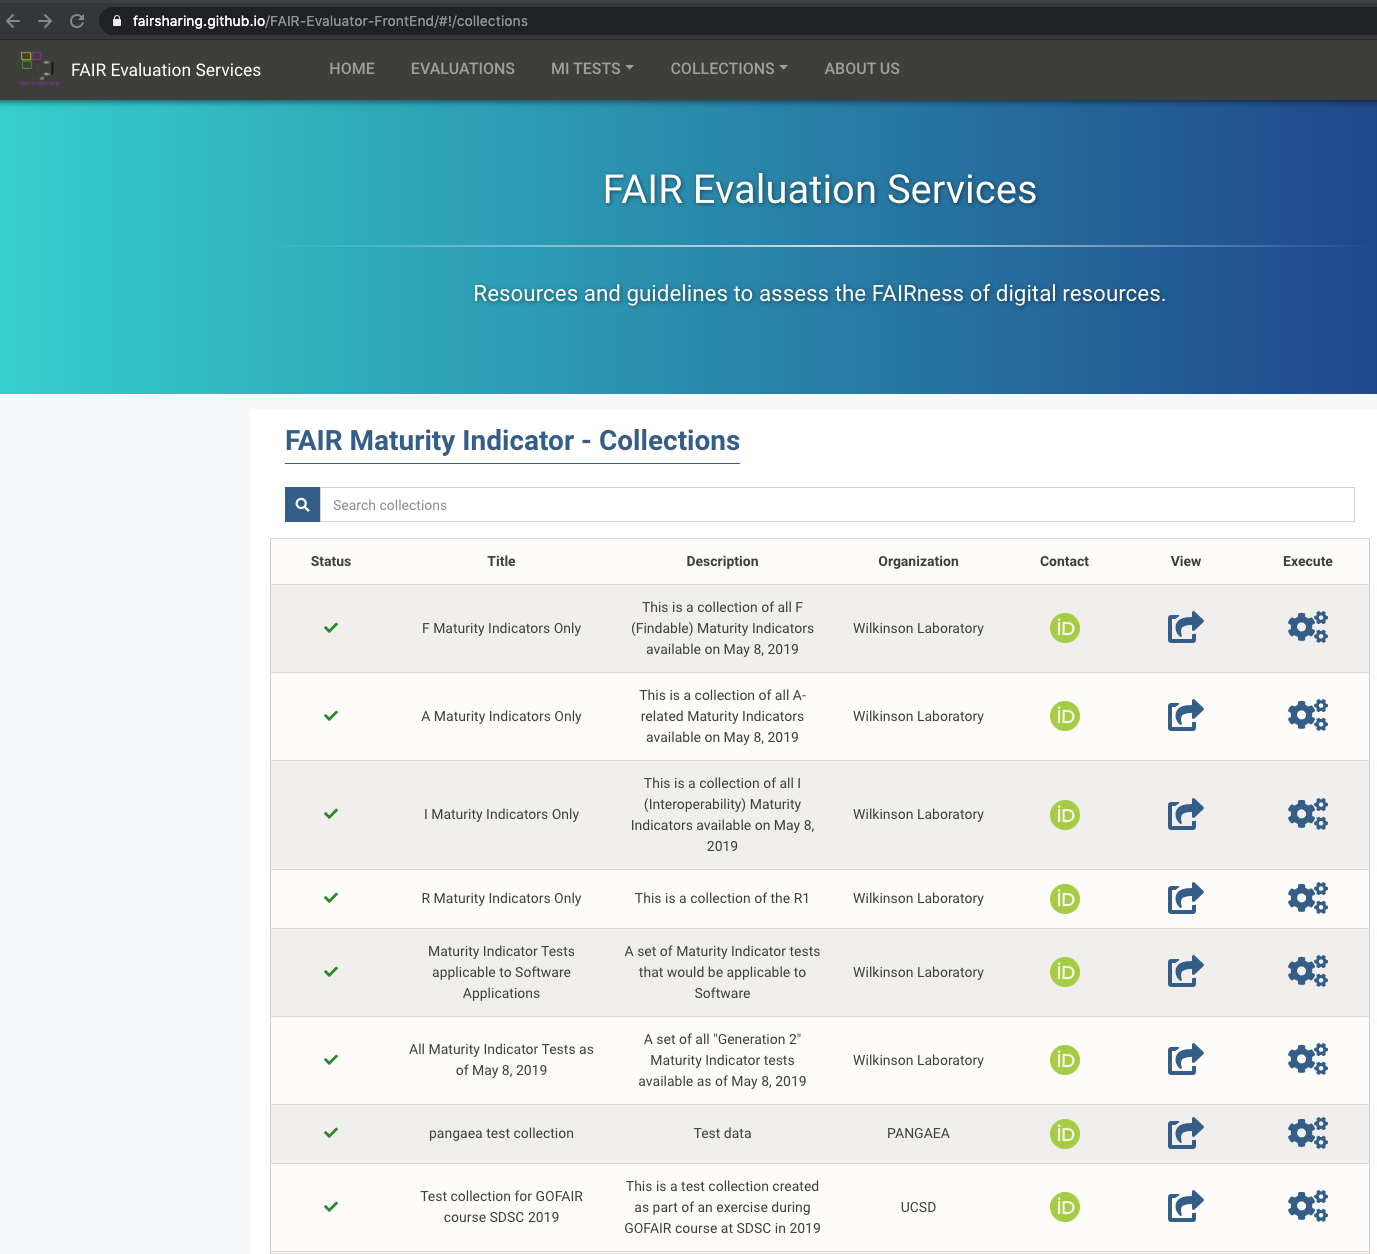 fairsharing.github.io/FAIR-Evaluator-FrontEnd/#!/collections
FAIR Evaluation Services
HOME
EVALUATIONS
MI TESTS
COLLECTIONS
ABOUT US
FAIR Evaluation Services
Resources and guidelines to assess the FAIRness of digital resources.
FAIR Maturity Indicator - Collections
Search collections
Status Title Description Organization Contact View Execute
F Maturity Indicators Only
This is a collection of all F
(Findable) Maturity Indicators
available on May 8, 2019
Wilkinson Laboratory
iD
A Maturity Indicators Only
This is a collection of all A-
related Maturity Indicators
available on May 8, 2019
Wilkinson Laboratory
iD
I Maturity Indicators Only
This is a collection of all I
(Interoperability) Maturity
Indicators available on May 8,
2019
Wilkinson Laboratory
iD
R Maturity Indicators Only
This is a collection of the R1
Wilkinson Laboratory
iD
Maturity Indicator Tests
applicable to Software
Applications
A set of Maturity Indicator tests
that would be applicable to
Software
Wilkinson Laboratory
iD
All Maturity Indicator Tests as
of May 8, 2019
A set of all "Generation 2"
Maturity Indicator tests
available as of May 8, 2019
Wilkinson Laboratory
iD
pangaea test collection
Test data
PANGAEA
iD
Test collection for GOFAIR
course SDSC 2019
This is a test collection created
as part of an exercise during
GOFAIR course at SDSC in 2019
UCSD
iD